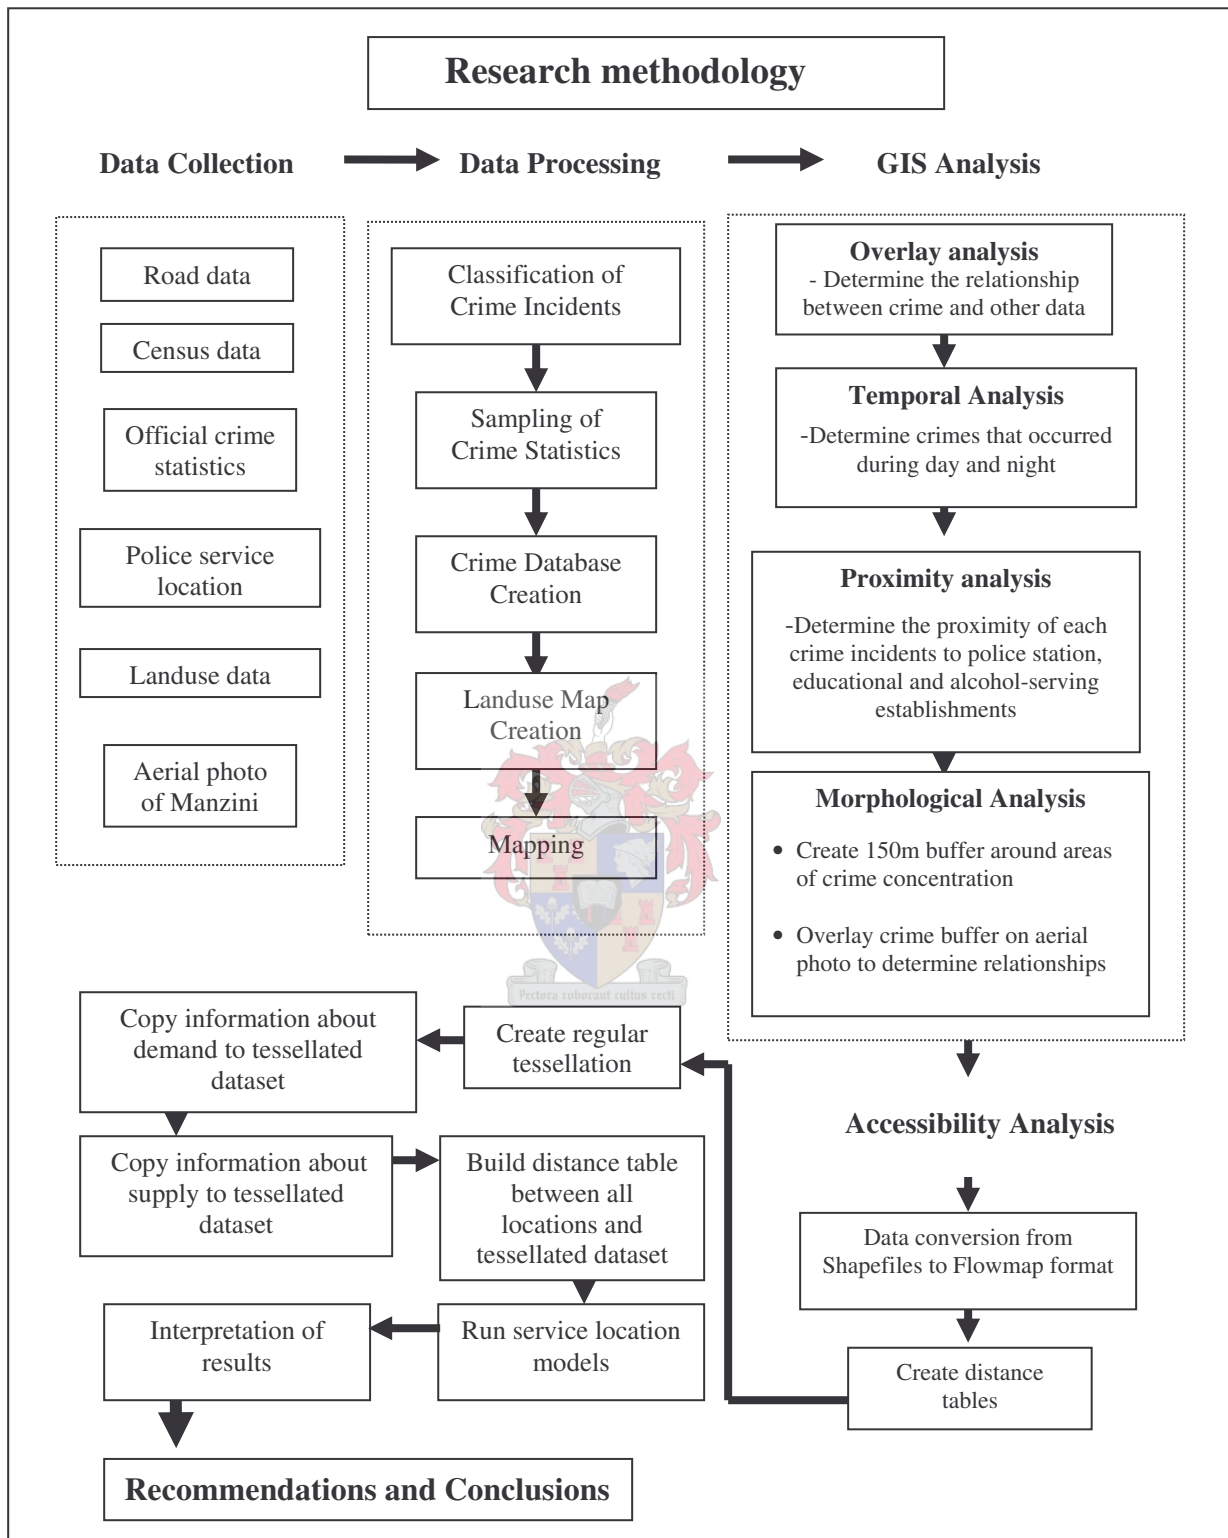 Research methodology
Data Collection
Data Processing
GIS Analysis
Road data
Census data
Official crime
statistics
Police service
location
Landuse data
Aerial photo
of Manzini
Classification of
Crime Incidents
Sampling of
Crime Statistics
Crime Database
Creation
Landuse Map
Creation
Mapping
Overlay analysis
- Determine the relationship
between crime and other data
Temporal Analysis
-Determine crimes that occurred
during day and night
Proximity analysis
-Determine the proximity of each
crime incidents to police station,
educational and alcohol-serving
establishments
Morphological Analysis
• Create 150m buffer around areas
of crime concentration
• Overlay crime buffer on aerial
photo to determine relationships
Pectora roborant cultus recti
Accessibility Analysis
Data conversion from
Shapefiles to Flowmap format
Create distance
tables
Create regular
tessellation
Copy information about
demand to tessellated
dataset
Copy information about
supply to tessellated
dataset
Build distance table
between all
locations and
tessellated dataset
Run service location
models
Interpretation of
results
Recommendations and Conclusions